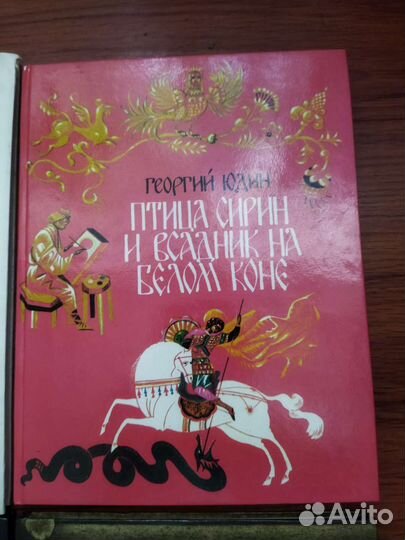 ГЕОРГИЙ ЮДИН
ПТИЦА СИРИН
И ВСАДНИК НА
БЕЛОМ КОНЕ
Avito